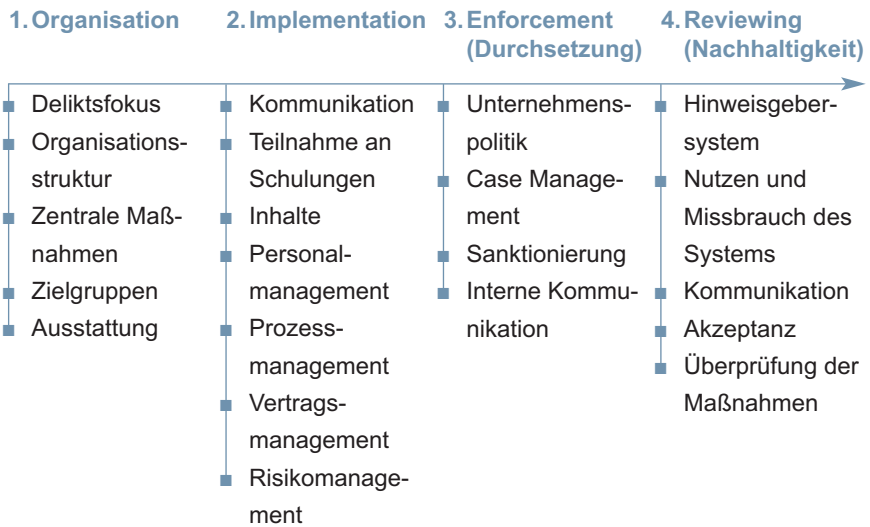 1. Organisation
Deliktsfokus
Organisations-
struktur
Zentrale Maß-
nahmen
Zielgruppen
Ausstattung
2. Implementation
Kommunikation
Teilnahme an
Schulungen
Inhalte
Personal-
management
Prozess-
management
Vertrags-
management
Risikomanage-
ment
3. Enforcement
(Durchsetzung)
Unternehmens-
politik
Case Manage-
ment
Sanktionierung
Interne Kommu-
nikation
4. Reviewing
(Nachhaltigkeit)
Hinweisgeber-
system
Nutzen und
Missbrauch des
Systems
Kommunikation
Akzeptanz
Überprüfung der
Maßnahmen